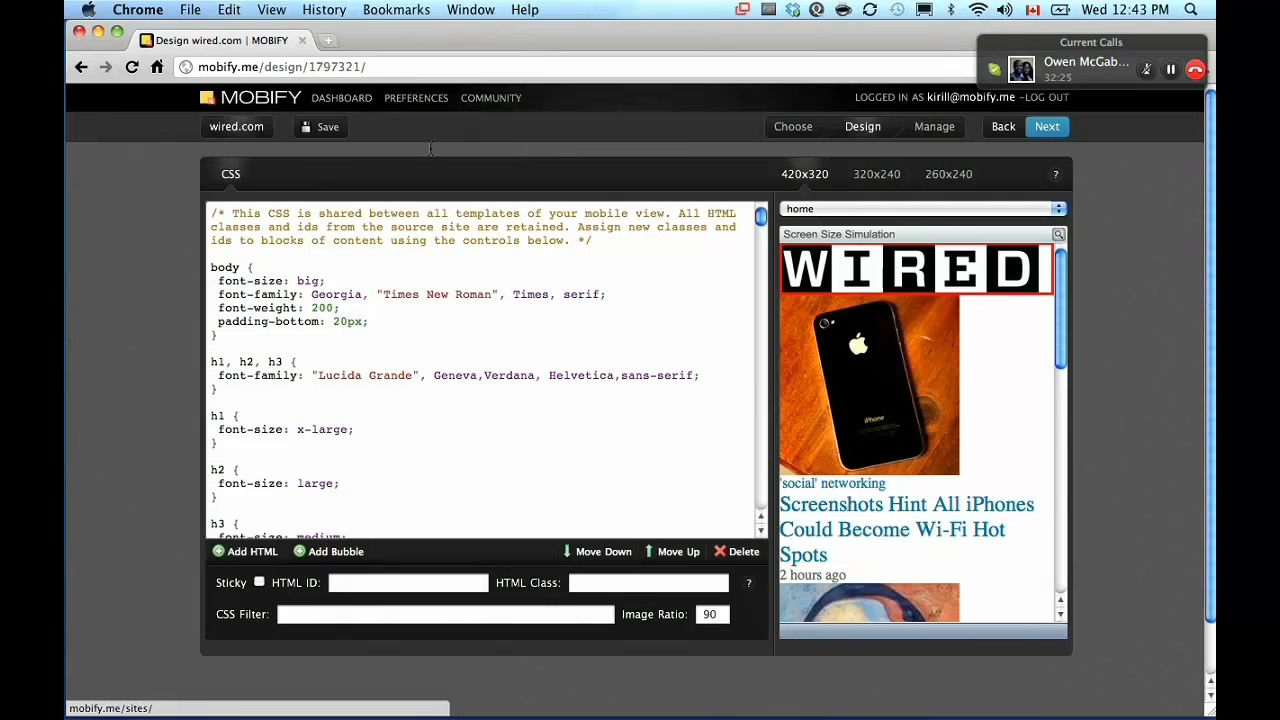 Chrome File Edit View History Bookmarks Window Help Wed 12:43 PM
Design wired.com | MOBIFY
Current Calls
mobify.me/design/1797321/
Owen McGab...
32:25
MOBIFY DASHBOARD PREFERENCES COMMUNITY LOGGED IN AS kirill@mobify.me –LOG OUT
wired.com Save Choose Design Manage Back Next
CSS 420x320 320x240 260x240 ?
/* This CSS is shared between all templates of your mobile view. All HTML
classes and ids from the source site are retained. Assign new classes and
ids to blocks of content using the controls below. */
body {
font-size: big;
font-family: Georgia, "Times New Roman", Times, serif;
font-weight: 200;
padding-bottom: 20px;
}
h1, h2, h3 {
font-family: "Lucida Grande", Geneva,Verdana, Helvetica,sans-serif;
}
h1 {
font-size: x-large;
}
h2 {
font-size: large;
}
h3 {
font-size: medium;
home
Screen Size Simulation
WIRED
iPhone
'social' networking
Screenshots Hint All iPhones
Could Become Wi-Fi Hot
Spots
2 hours ago
Add HTML Add Bubble Move Down Move Up Delete
Sticky HTML ID: HTML Class: ?
CSS Filter: Image Ratio: 90
mobify.me/sites/